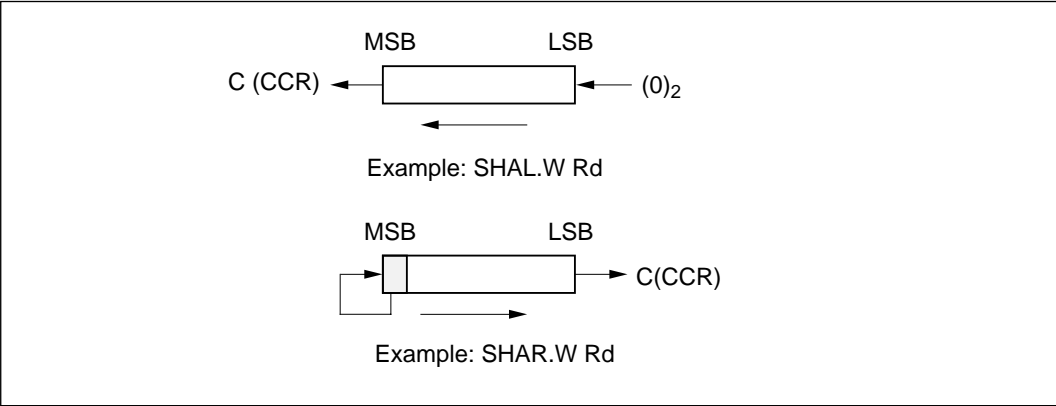 MSB LSB
C (CCR) (0)₂
Example: SHAL.W Rd
MSB LSB
C(CCR)
Example: SHAR.W Rd